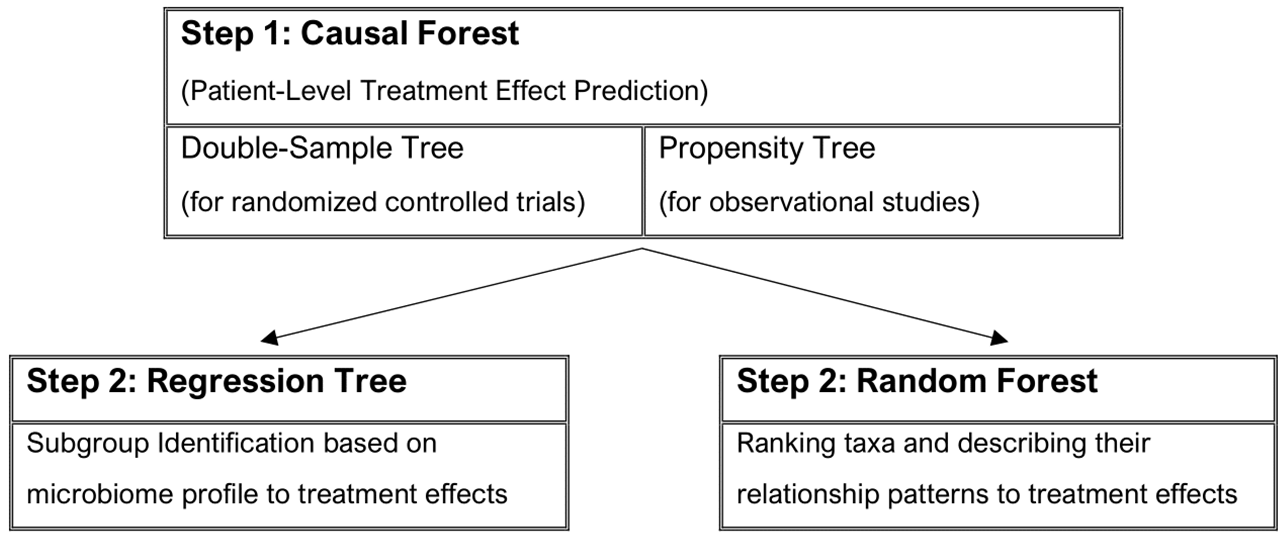 Step 1: Causal Forest
(Patient-Level Treatment Effect Prediction)
Double-Sample Tree
(for randomized controlled trials)
Propensity Tree
(for observational studies)
Step 2: Regression Tree
Subgroup Identification based on
microbiome profile to treatment effects
Step 2: Random Forest
Ranking taxa and describing their
relationship patterns to treatment effects